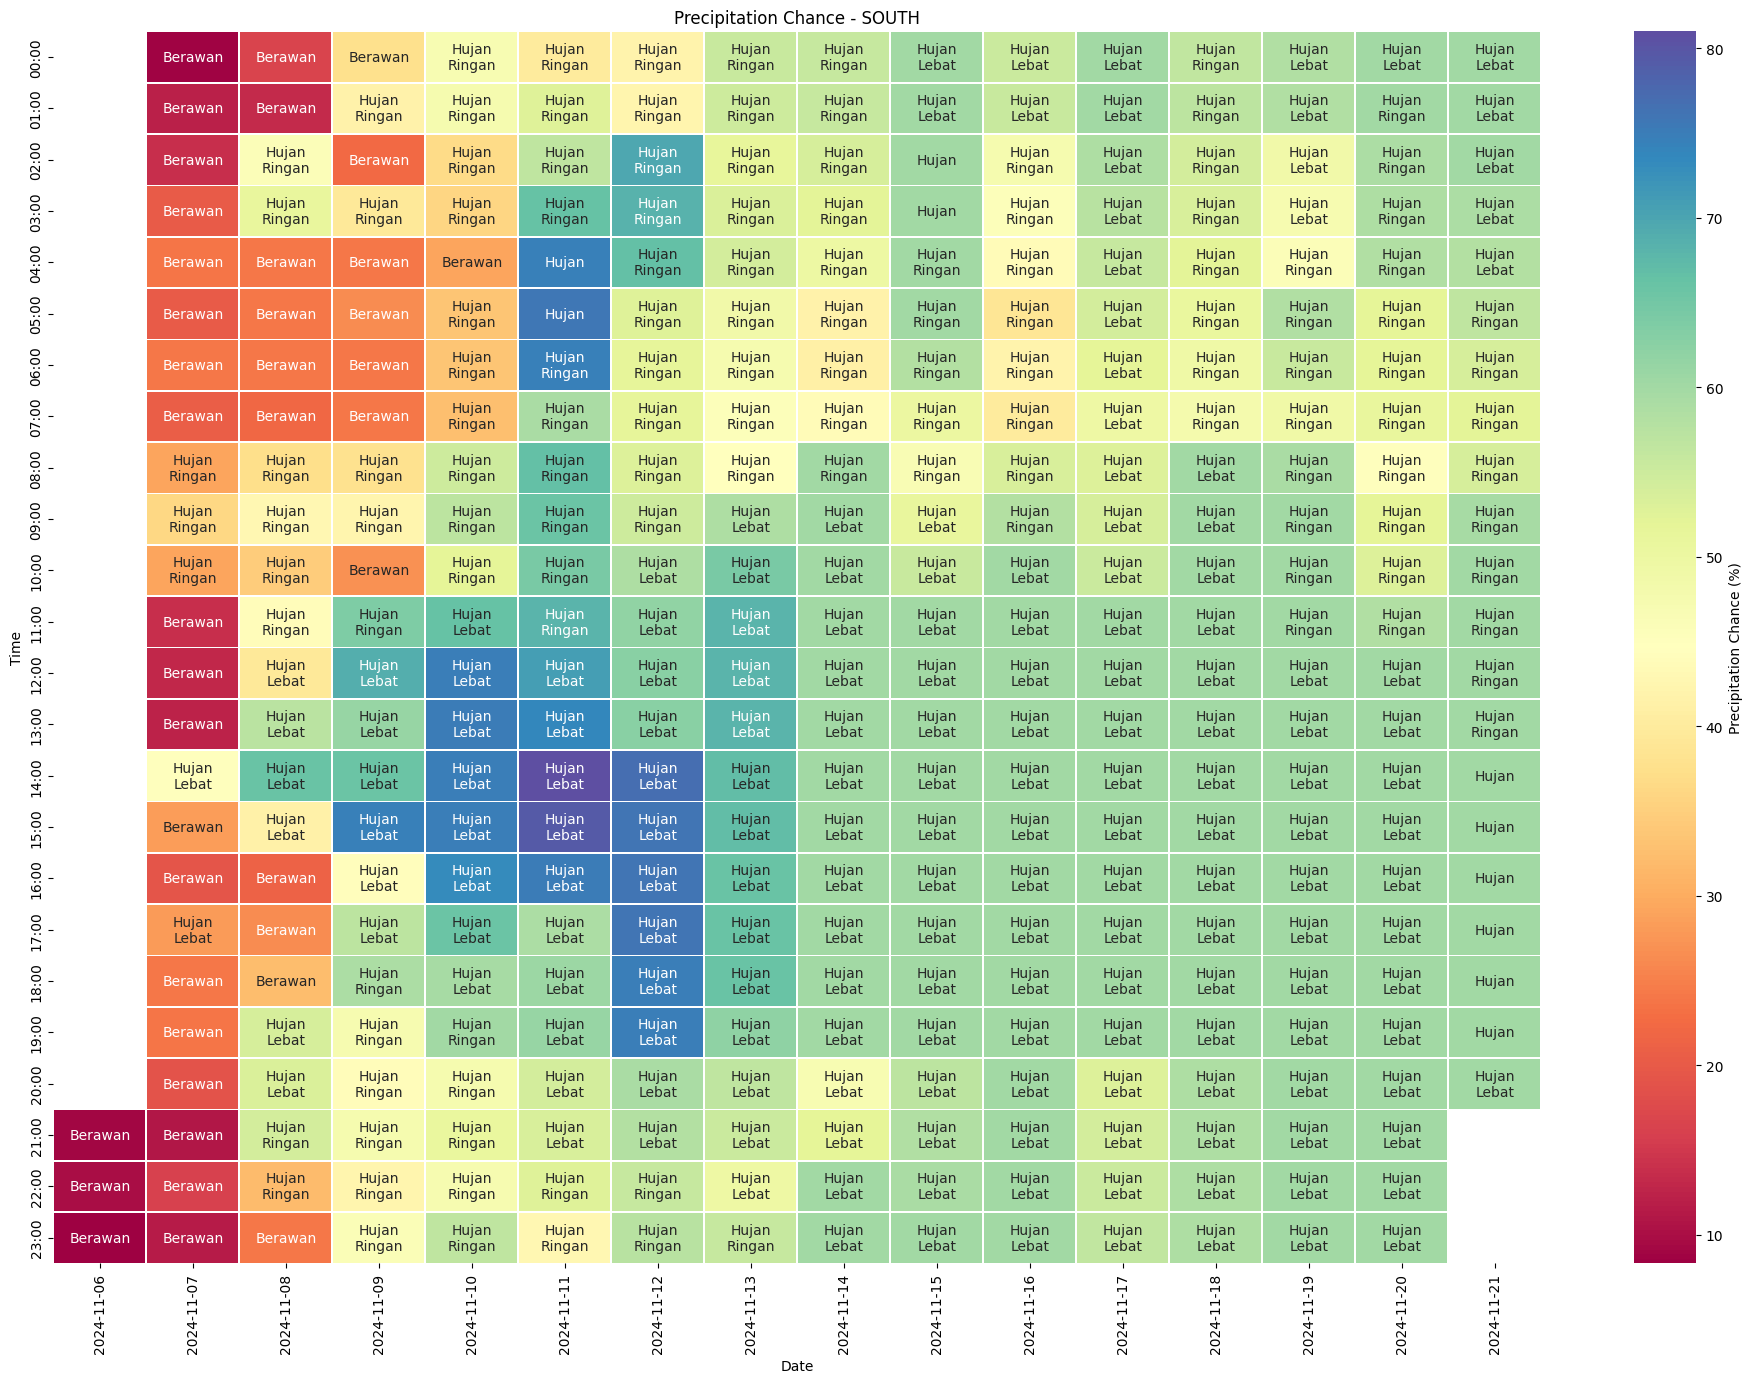 Precipitation Chance - SOUTH
00:00 Berawan Berawan Berawan Hujan Ringan Hujan Ringan Hujan Ringan Hujan Ringan Hujan Ringan Hujan Lebat Hujan Lebat Hujan Lebat Hujan Ringan Hujan Lebat Hujan Lebat Hujan Lebat
01:00 Berawan Berawan Hujan Ringan Hujan Ringan Hujan Ringan Hujan Ringan Hujan Ringan Hujan Ringan Hujan Lebat Hujan Lebat Hujan Lebat Hujan Ringan Hujan Lebat Hujan Ringan Hujan Lebat
02:00 Berawan Hujan Ringan Berawan Hujan Ringan Hujan Ringan Hujan Ringan Hujan Ringan Hujan Ringan Hujan Hujan Ringan Hujan Lebat Hujan Ringan Hujan Lebat Hujan Ringan Hujan Lebat
03:00 Berawan Hujan Ringan Hujan Ringan Hujan Ringan Hujan Ringan Hujan Ringan Hujan Ringan Hujan Ringan Hujan Hujan Ringan Hujan Lebat Hujan Ringan Hujan Lebat Hujan Ringan Hujan Lebat
04:00 Berawan Berawan Berawan Berawan Hujan Hujan Ringan Hujan Ringan Hujan Ringan Hujan Ringan Hujan Ringan Hujan Lebat Hujan Ringan Hujan Ringan Hujan Ringan Hujan Lebat
05:00 Berawan Berawan Berawan Hujan Ringan Hujan Hujan Ringan Hujan Ringan Hujan Ringan Hujan Ringan Hujan Ringan Hujan Lebat Hujan Ringan Hujan Ringan Hujan Ringan Hujan Ringan
06:00 Berawan Berawan Berawan Hujan Ringan Hujan Ringan Hujan Ringan Hujan Ringan Hujan Ringan Hujan Ringan Hujan Ringan Hujan Lebat Hujan Ringan Hujan Ringan Hujan Ringan Hujan Ringan
07:00 Berawan Berawan Berawan Hujan Ringan Hujan Ringan Hujan Ringan Hujan Ringan Hujan Ringan Hujan Ringan Hujan Ringan Hujan Lebat Hujan Ringan Hujan Ringan Hujan Ringan Hujan Ringan
08:00 Hujan Ringan Hujan Ringan Hujan Ringan Hujan Ringan Hujan Ringan Hujan Ringan Hujan Ringan Hujan Ringan Hujan Ringan Hujan Ringan Hujan Lebat Hujan Lebat Hujan Ringan Hujan Ringan Hujan Ringan
09:00 Hujan Ringan Hujan Ringan Hujan Ringan Hujan Ringan Hujan Ringan Hujan Ringan Hujan Lebat Hujan Lebat Hujan Lebat Hujan Ringan Hujan Lebat Hujan Lebat Hujan Ringan Hujan Ringan Hujan Ringan
10:00 Hujan Ringan Hujan Ringan Berawan Hujan Ringan Hujan Ringan Hujan Lebat Hujan Lebat Hujan Lebat Hujan Lebat Hujan Lebat Hujan Lebat Hujan Lebat Hujan Ringan Hujan Ringan Hujan Ringan
11:00 Berawan Hujan Ringan Hujan Ringan Hujan Lebat Hujan Ringan Hujan Lebat Hujan Lebat Hujan Lebat Hujan Lebat Hujan Lebat Hujan Lebat Hujan Lebat Hujan Ringan Hujan Ringan Hujan Ringan
12:00 Berawan Hujan Lebat Hujan Lebat Hujan Lebat Hujan Lebat Hujan Lebat Hujan Lebat Hujan Lebat Hujan Lebat Hujan Lebat Hujan Lebat Hujan Lebat Hujan Lebat Hujan Lebat Hujan Ringan
13:00 Berawan Hujan Lebat Hujan Lebat Hujan Lebat Hujan Lebat Hujan Lebat Hujan Lebat Hujan Lebat Hujan Lebat Hujan Lebat Hujan Lebat Hujan Lebat Hujan Lebat Hujan Lebat Hujan Ringan
14:00 Hujan Lebat Hujan Lebat Hujan Lebat Hujan Lebat Hujan Lebat Hujan Lebat Hujan Lebat Hujan Lebat Hujan Lebat Hujan Lebat Hujan Lebat Hujan Lebat Hujan Lebat Hujan Lebat Hujan
15:00 Berawan Hujan Lebat Hujan Lebat Hujan Lebat Hujan Lebat Hujan Lebat Hujan Lebat Hujan Lebat Hujan Lebat Hujan Lebat Hujan Lebat Hujan Lebat Hujan Lebat Hujan Lebat Hujan
16:00 Berawan Berawan Hujan Lebat Hujan Lebat Hujan Lebat Hujan Lebat Hujan Lebat Hujan Lebat Hujan Lebat Hujan Lebat Hujan Lebat Hujan Lebat Hujan Lebat Hujan Lebat Hujan
17:00 Hujan Lebat Berawan Hujan Lebat Hujan Lebat Hujan Lebat Hujan Lebat Hujan Lebat Hujan Lebat Hujan Lebat Hujan Lebat Hujan Lebat Hujan Lebat Hujan Lebat Hujan Lebat Hujan
18:00 Berawan Berawan Hujan Ringan Hujan Lebat Hujan Lebat Hujan Lebat Hujan Lebat Hujan Lebat Hujan Lebat Hujan Lebat Hujan Lebat Hujan Lebat Hujan Lebat Hujan Lebat Hujan
19:00 Berawan Hujan Lebat Hujan Ringan Hujan Ringan Hujan Lebat Hujan Lebat Hujan Lebat Hujan Lebat Hujan Lebat Hujan Lebat Hujan Lebat Hujan Lebat Hujan Lebat Hujan Lebat Hujan
20:00 Berawan Hujan Lebat Hujan Ringan Hujan Ringan Hujan Lebat Hujan Lebat Hujan Lebat Hujan Lebat Hujan Lebat Hujan Lebat Hujan Lebat Hujan Lebat Hujan Lebat Hujan Lebat Hujan Lebat
21:00 Berawan Berawan Hujan Ringan Hujan Ringan Hujan Ringan Hujan Lebat Hujan Lebat Hujan Lebat Hujan Lebat Hujan Lebat Hujan Lebat Hujan Lebat Hujan Lebat Hujan Lebat Hujan Lebat
22:00 Berawan Berawan Hujan Ringan Hujan Ringan Hujan Ringan Hujan Ringan Hujan Ringan Hujan Lebat Hujan Lebat Hujan Lebat Hujan Lebat Hujan Lebat Hujan Lebat Hujan Lebat Hujan Lebat
23:00 Berawan Berawan Berawan Hujan Ringan Hujan Ringan Hujan Ringan Hujan Ringan Hujan Ringan Hujan Lebat Hujan Lebat Hujan Lebat Hujan Lebat Hujan Lebat Hujan Lebat Hujan Lebat
Time
2024-11-06 2024-11-07 2024-11-08 2024-11-09 2024-11-10 2024-11-11 2024-11-12 2024-11-13 2024-11-14 2024-11-15 2024-11-16 2024-11-17 2024-11-18 2024-11-19 2024-11-20 2024-11-21
Date
80
70
60
50
40
30
20
10
Precipitation Chance (%)